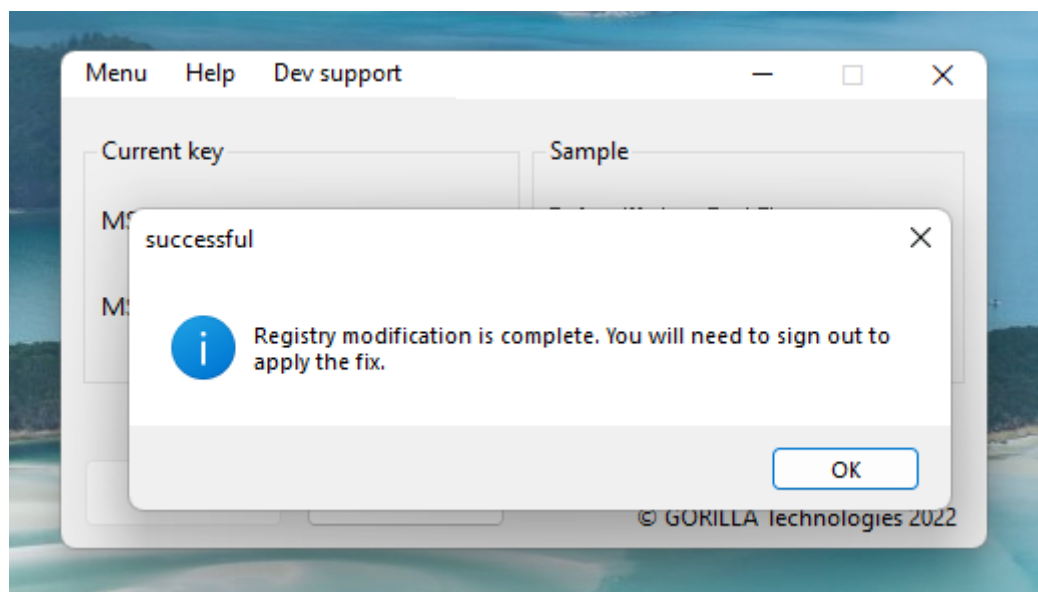 Menu Help Dev support
Current key
Sample
successful
Registry modification is complete. You will need to sign out to
apply the fix.
OK
© GORILLA Technologies 2022